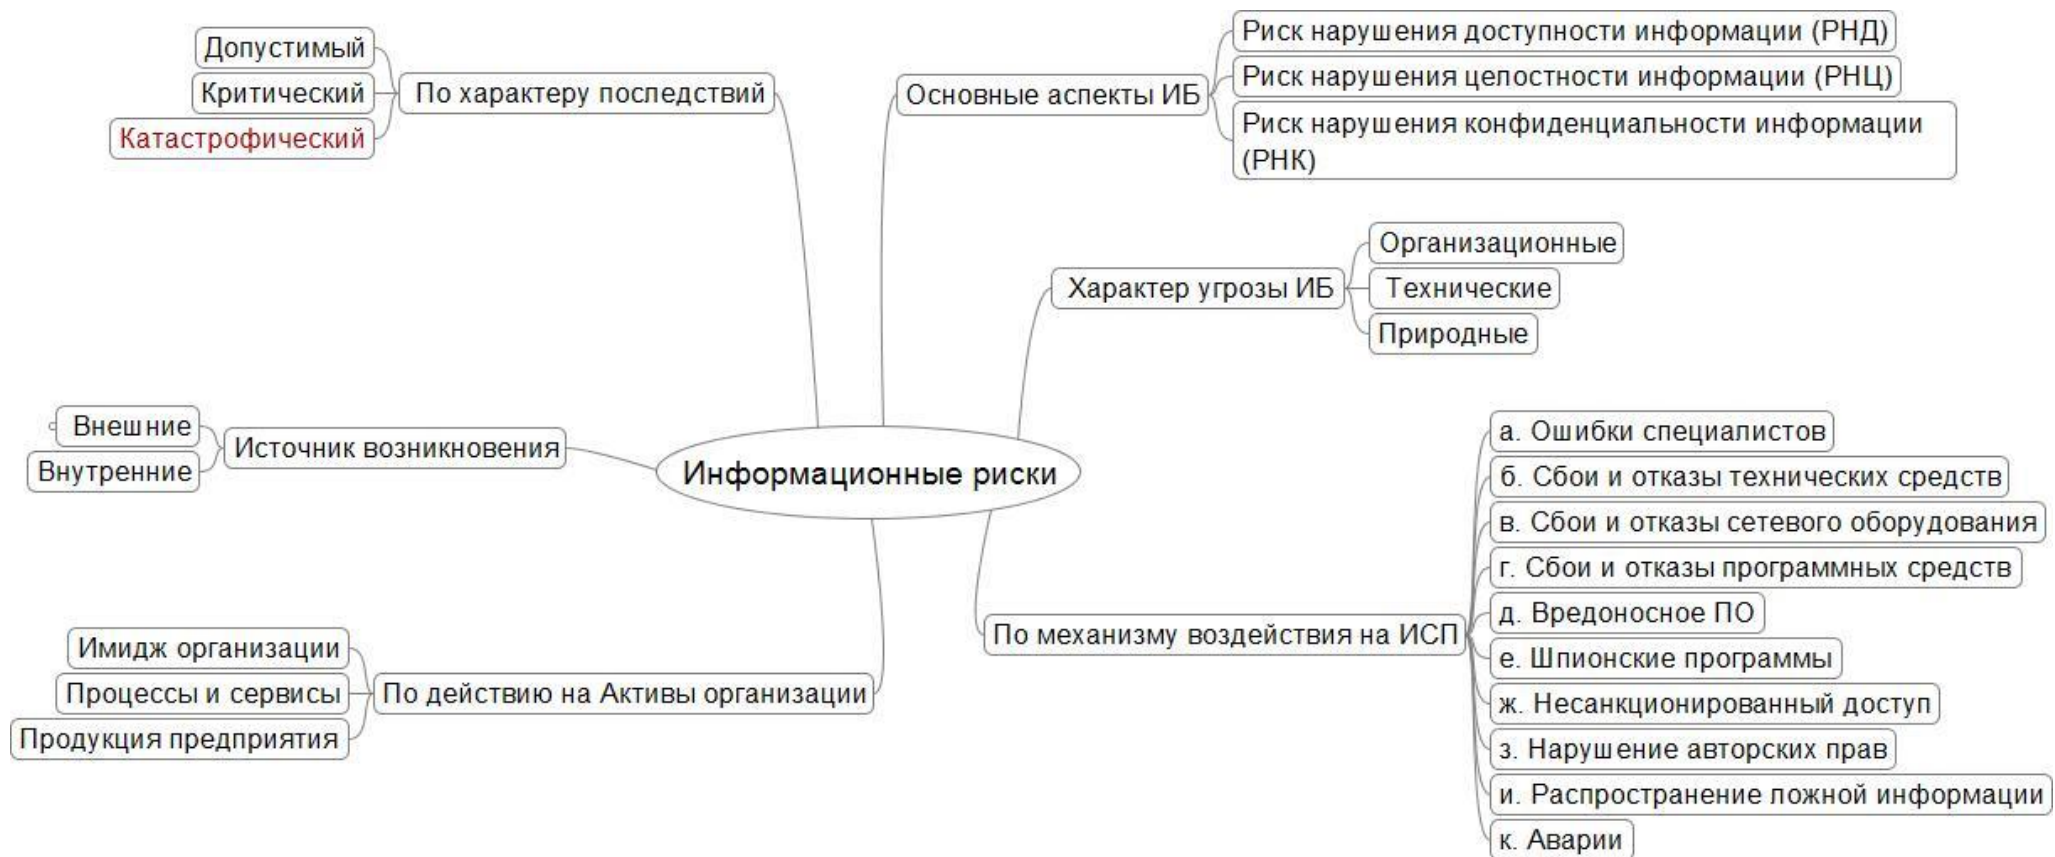 Допустимый
Критический
Катастрофический
По характеру последствий
Основные аспекты ИБ
Риск нарушения доступности информации (РНД)
Риск нарушения целостности информации (РНЦ)
Риск нарушения конфиденциальности информации
(РНК)
Характер угрозы ИБ
Организационные
Технические
Природные
Внешние
Внутренние
Источник возникновения
Информационные риски
Имидж организации
Процессы и сервисы
Продукция предприятия
По действию на Активы организации
По механизму воздействия на ИСП
а. Ошибки специалистов
б. Сбои и отказы технических средств
в. Сбои и отказы сетевого оборудования
г. Сбои и отказы программных средств
д. Вредоносное ПО
е. Шпионские программы
ж. Несанкционированный доступ
з. Нарушение авторских прав
и. Распространение ложной информации
к. Аварии